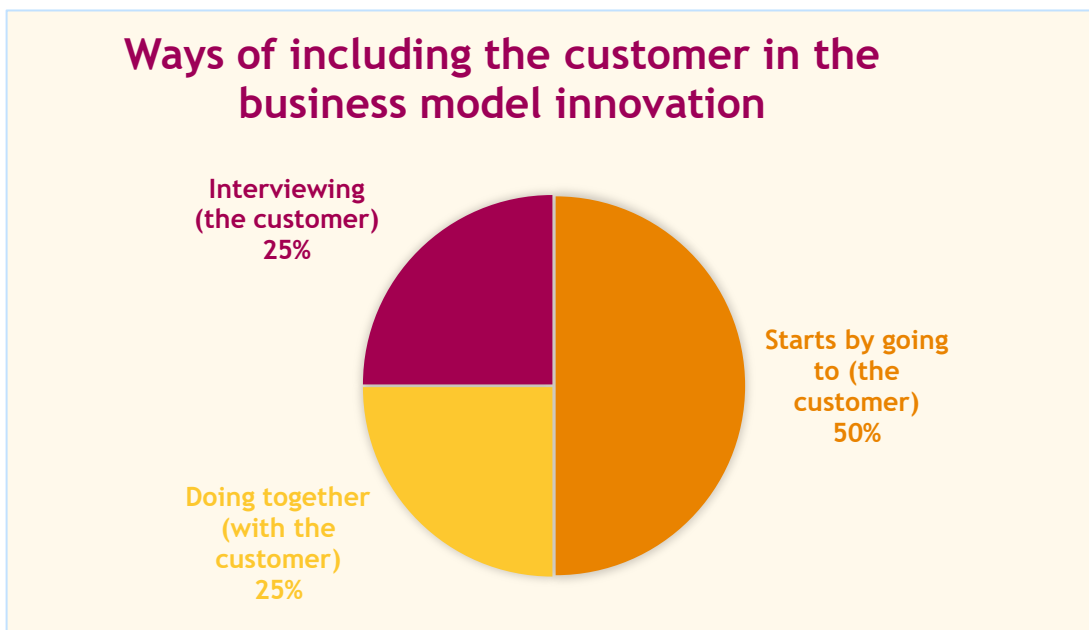 Ways of including the customer in the
business model innovation
Interviewing
(the customer)
25%
Starts by going
to (the
customer)
50%
Doing together
(with the
customer)
25%